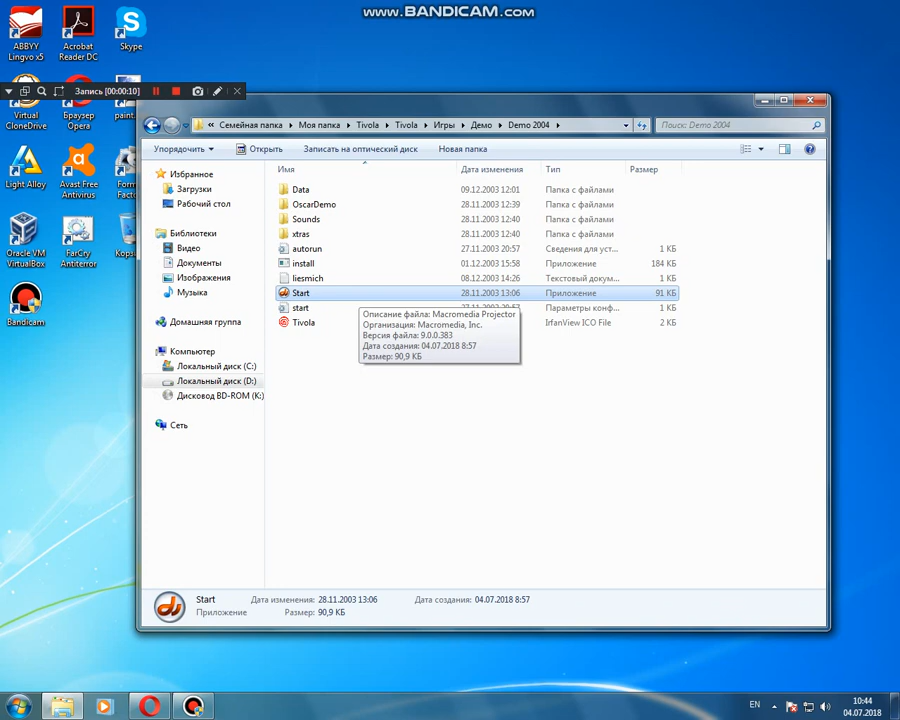 www.BANDICAM.com
ABBYY Lingvo x5
Acrobat Reader DC
Skype
Запись [00:00:10]
Virtual CloneDrive
Браузер Opera
paint.
Light Alloy
Avast Free Antivirus
Form Facto
Oracle VM VirtualBox
FarCry Antiterror
Корз
Bandicam
« Семейная папка Моя папка Tivola Tivola Игры Демо Demo 2004
Поиск: Demo 2004
Упорядочить Открыть Записать на оптический диск Новая папка
Избранное
Загрузки
Рабочий стол
Библиотеки
Видео
Документы
Изображения
Музыка
Домашняя группа
Компьютер
Локальный диск (C:)
Локальный диск (D:)
Дисковод BD-ROM (K:)
Сеть
Имя Дата изменения Тип Размер
Data 09.12.2003 12:01 Папка с файлами
OscarDemo 28.11.2003 12:39 Папка с файлами
Sounds 28.11.2003 12:40 Папка с файлами
xtras 28.11.2003 12:40 Папка с файлами
autorun 27.11.2003 20:57 Сведения для уст... 1 КБ
install 01.12.2003 15:58 Приложение 184 КБ
liesmich 08.12.2003 14:26 Текстовый докум... 1 КБ
Start 28.11.2003 13:06 Приложение 91 КБ
start Параметры конф... 1 КБ
Tivola IrfanView ICO File 2 КБ
Описание файла: Macromedia Projector
Организация: Macromedia, Inc.
Версия файла: 9.0.0.383
Дата создания: 04.07.2018 8:57
Размер: 90,9 КБ
Start Дата изменения: 28.11.2003 13:06 Дата создания: 04.07.2018 8:57
Приложение Размер: 90,9 КБ
EN
10:44
04.07.2018